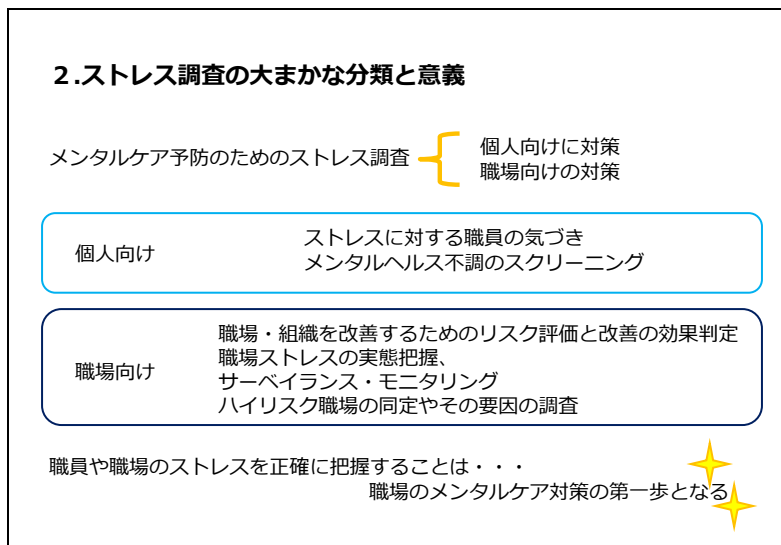 ２.ストレス調査の大まかな分類と意義
メンタルケア予防のためのストレス調査
個人向けに対策
職場向けの対策
個人向け
ストレスに対する職員の気づき
メンタルヘルス不調のスクリーニング
職場向け
職場・組織を改善するためのリスク評価と改善の効果判定
職場ストレスの実態把握、
サーベイランス・モニタリング
ハイリスク職場の同定やその要因の調査
職員や職場のストレスを正確に把握することは・・・
職場のメンタルケア対策の第一歩となる